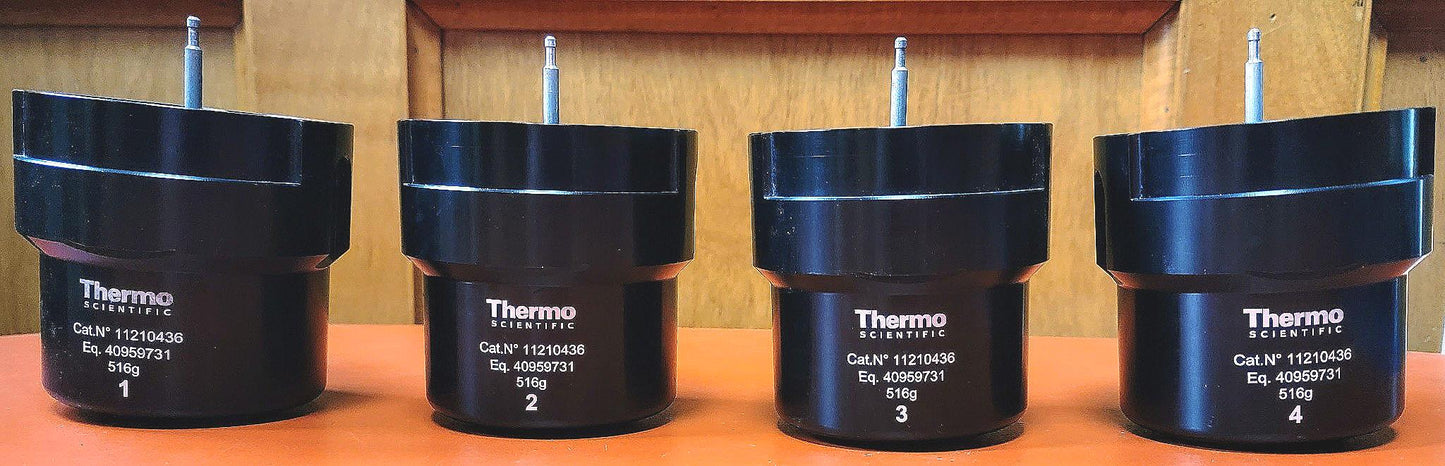 Thermo
SCIENTIFIC
Cat.N° 11210436
Eq. 40959731
516g
1
Thermo
SCIENTIFIC
Cat.N° 11210436
Eq. 40959731
516g
2
Thermo
SCIENTIFIC
Cat.N° 11210436
Eq. 40959731
516g
3
Thermo
SCIENTIFIC
Cat.N° 11210436
Eq. 40959731
516g
4